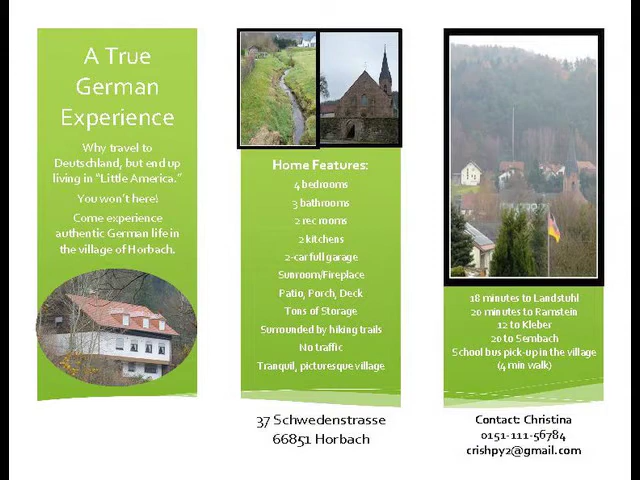 A True
German
Experience
Why travel to
Deutschland, but end up
living in "Little America."
You won't here!
Come experience
authentic German life in
the village of Horbach.
Home Features:
4 bedrooms
3 bathrooms
2 rec rooms
2 kitchens
2-car full garage
Sunroom/Fireplace
Patio, Porch, Deck
Tons of Storage
Surrounded by hiking trails
No traffic
Tranquil, picturesque village
37 Schwedenstrasse
66851 Horbach
18 minutes to Landstuhl
20 minutes to Ramstein
12 to Kleber
20 to Sembach
School bus pick-up in the village
(4 min walk)
Contact: Christina
0151-111-56784
crishpy2@gmail.com